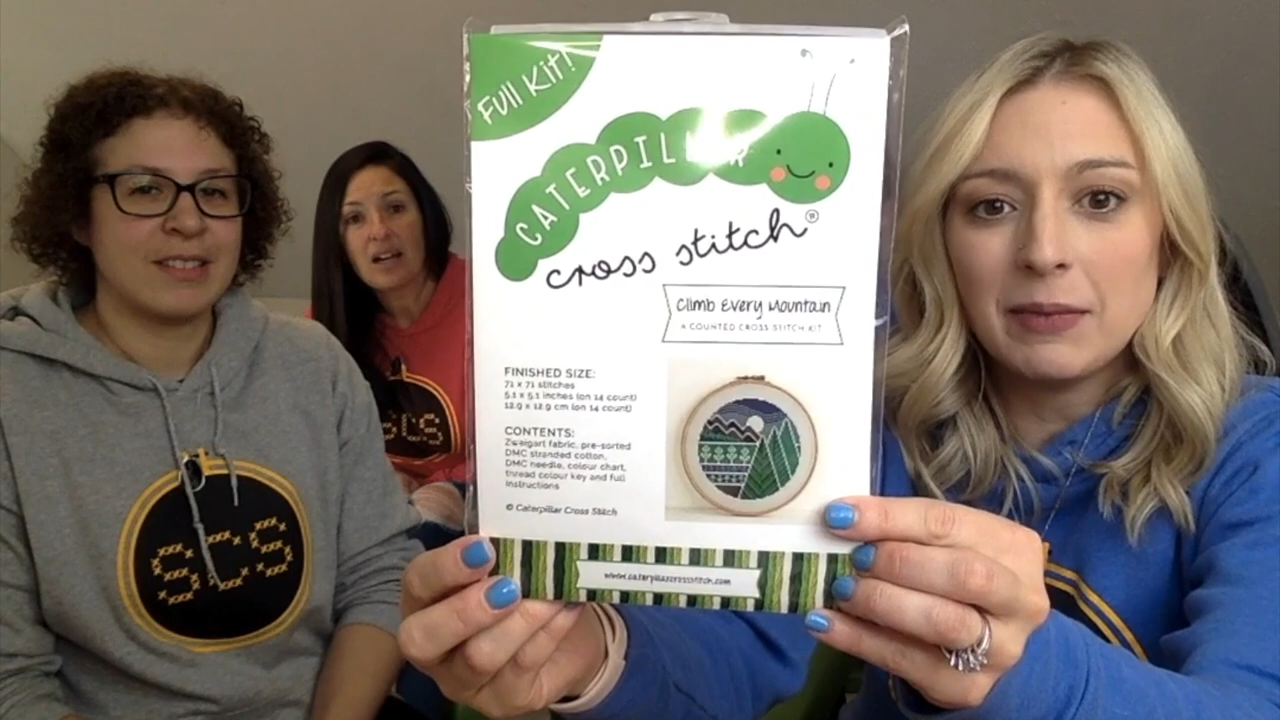 Full Kit!
CATERPILLAR
cross stitch®
Climb Every Mountain
A COUNTED CROSS STITCH KIT
FINISHED SIZE:
71 x 71 stitches
5.1 x 5.1 inches (on 14 count)
12.9 x 12.9 cm (on 14 count)
CONTENTS:
Zweigart fabric, pre-sorted
DMC stranded cotton,
DMC needle, colour chart,
thread colour key and full
instructions
© Caterpillar Cross Stitch
www.caterpillarcrossstitch.com